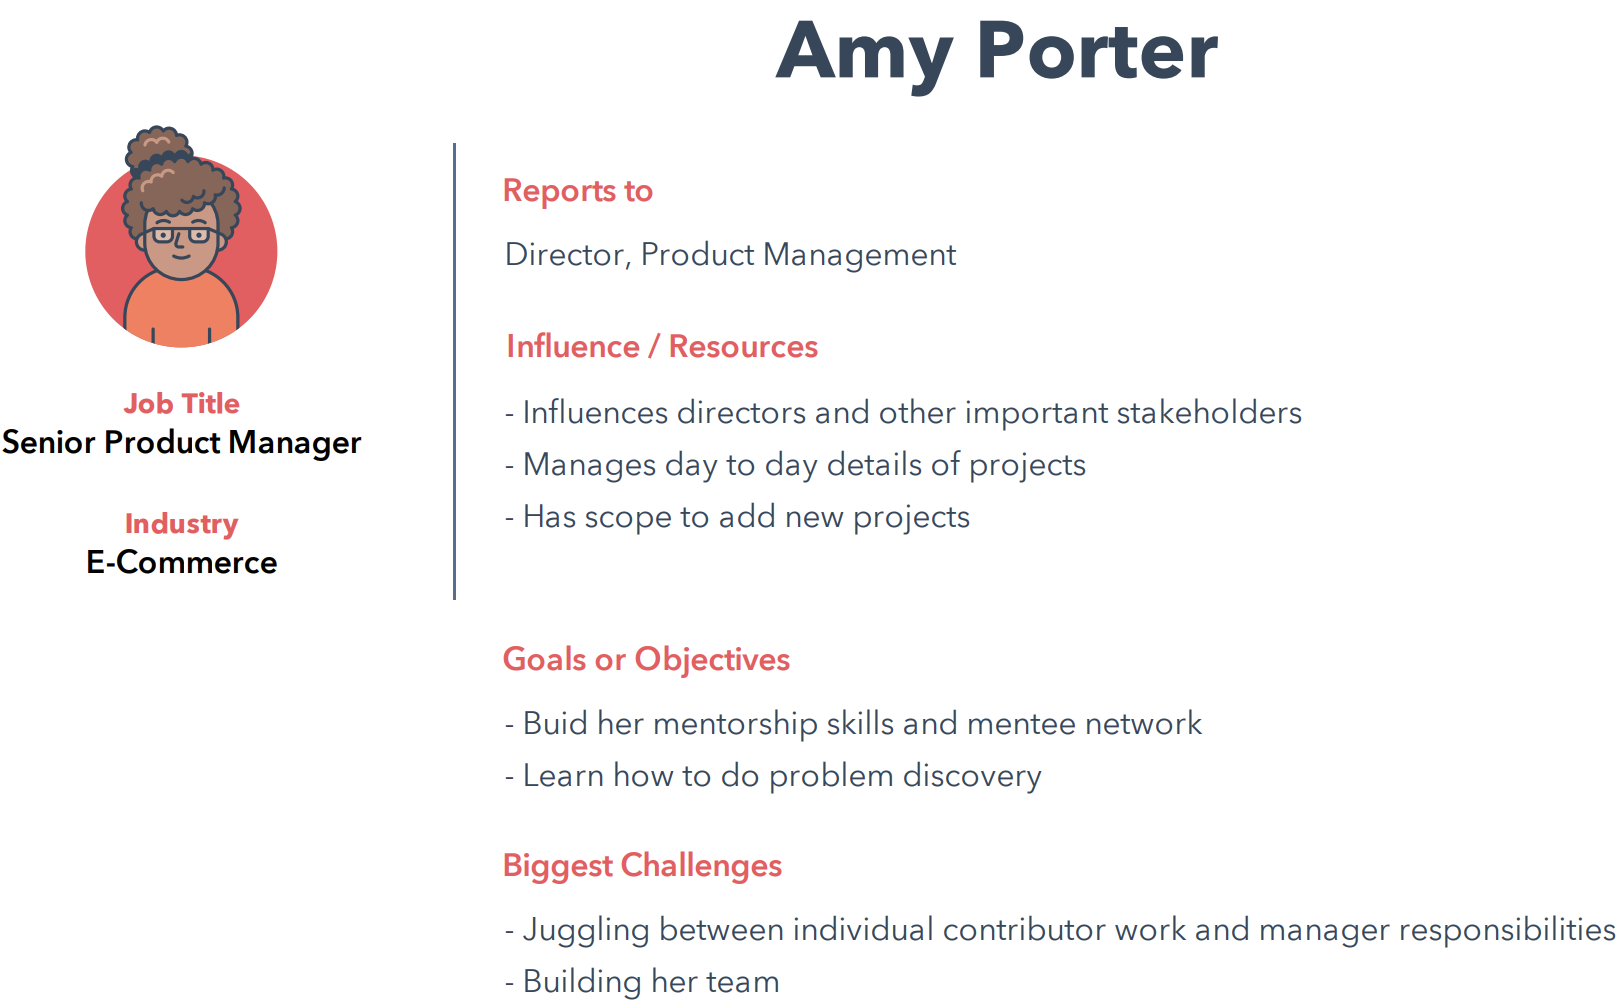 Amy Porter
Job Title
Senior Product Manager
Industry
E-Commerce
Reports to
Director, Product Management
Influence / Resources
- Influences directors and other important stakeholders
- Manages day to day details of projects
- Has scope to add new projects
Goals or Objectives
- Buid her mentorship skills and mentee network
- Learn how to do problem discovery
Biggest Challenges
- Juggling between individual contributor work and manager responsibilities
- Building her team